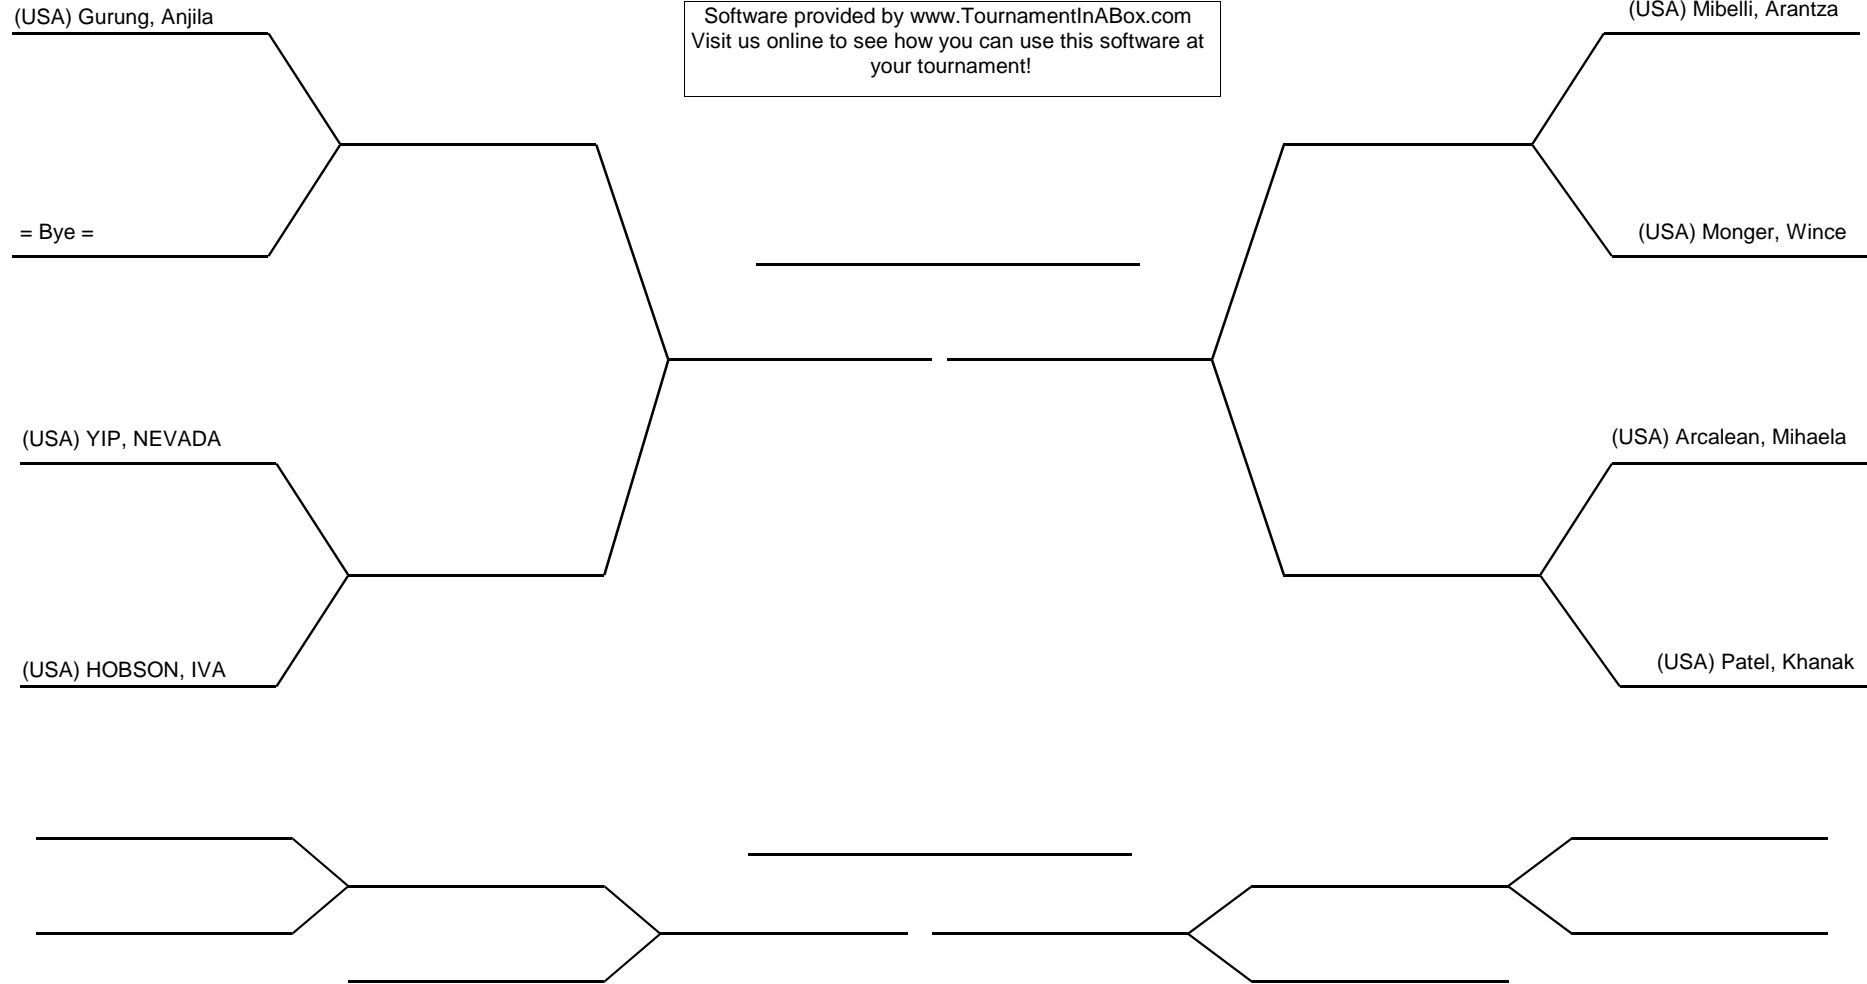 (USA) Gurung, Anjila
= Bye =
(USA) YIP, NEVADA
(USA) HOBSON, IVA
Software provided by www.TournamentInABox.com
Visit us online to see how you can use this software at
your tournament!
(USA) Mibelli, Arantza
(USA) Monger, Wince
(USA) Arcalean, Mihaela
(USA) Patel, Khanak